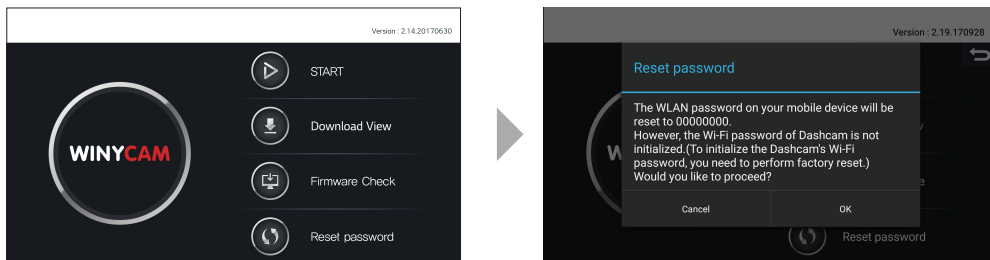 Version : 2.14.20170630
WINYCAM
START
Download View
Firmware Check
Reset password
Version : 2.19.170928
Reset password
The WLAN password on your mobile device will be
reset to 00000000.
However, the Wi-Fi password of Dashcam is not
initialized.(To initialize the Dashcam's Wi-Fi
password, you need to perform factory reset.)
Would you like to proceed?
Cancel
OK
Reset password